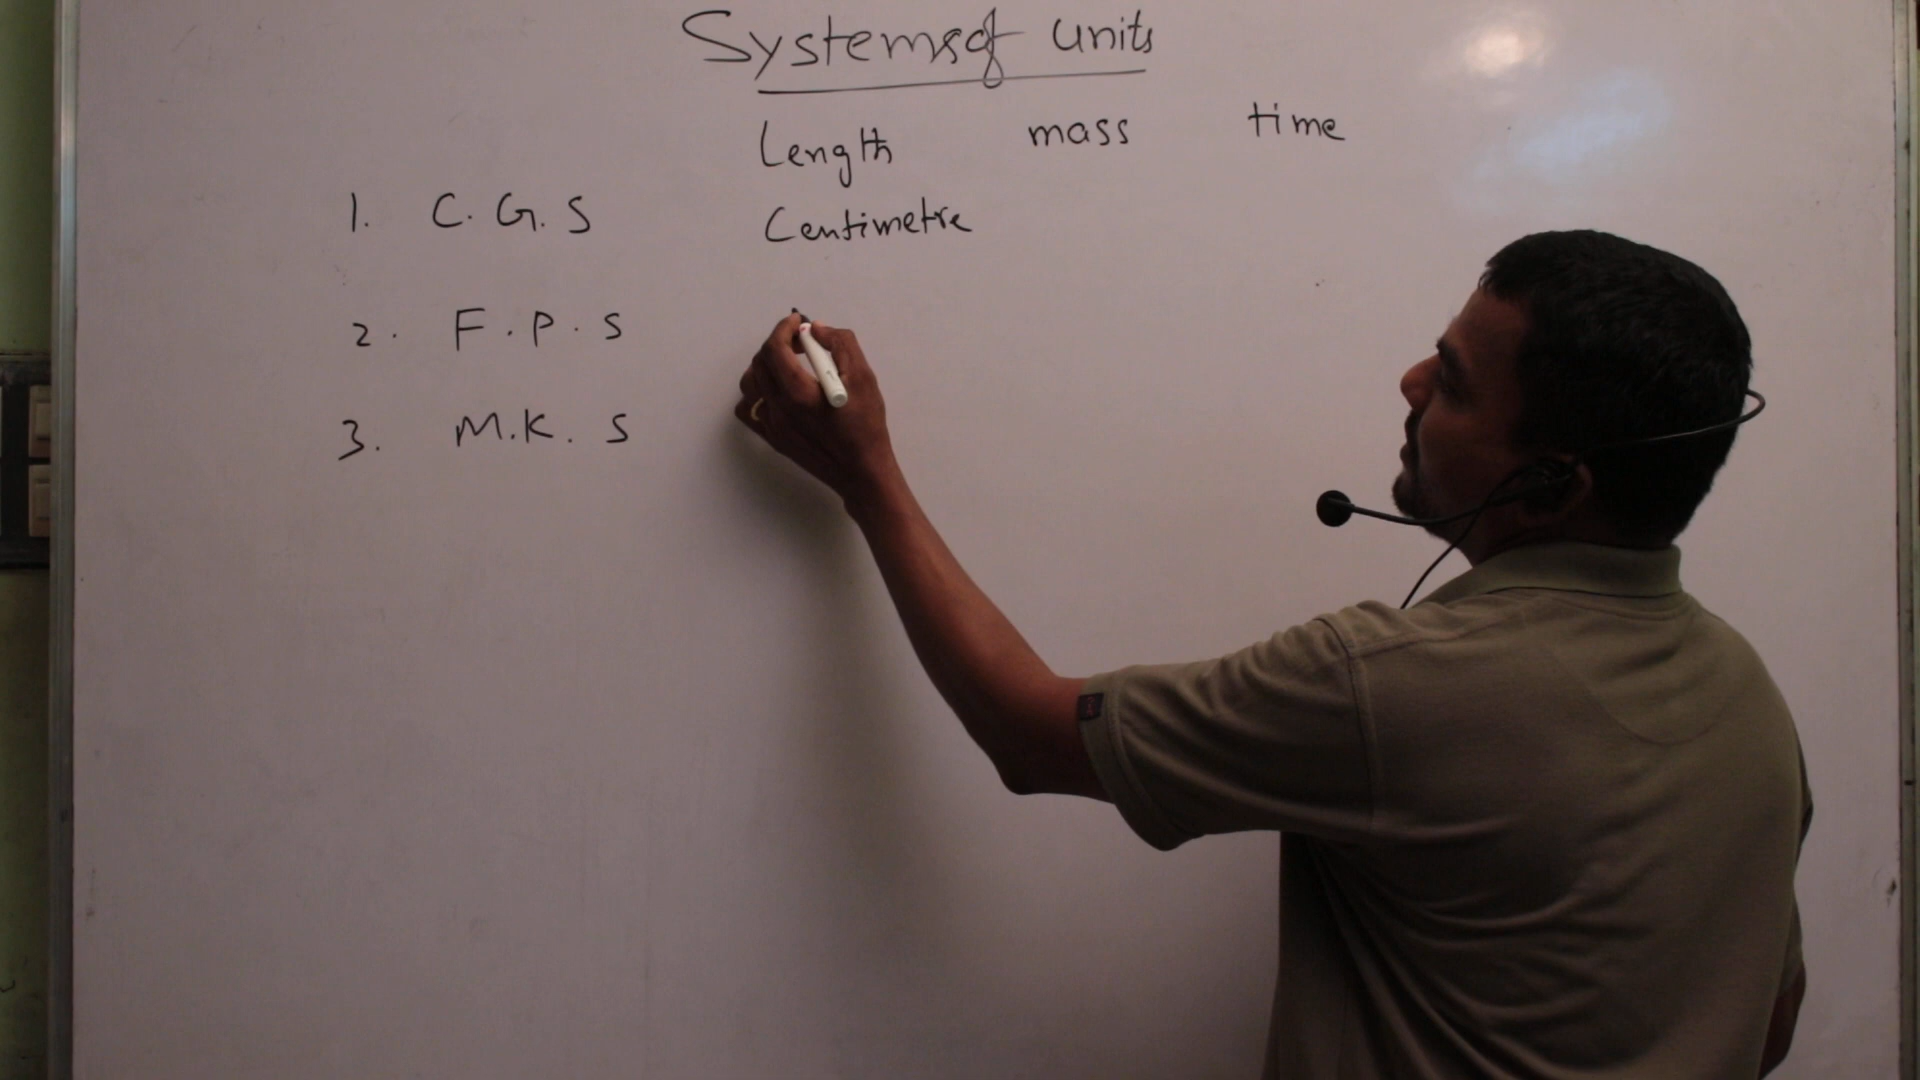 Systems of units
Length mass time
1. C. G. S Centimetre
2. F. P. S
3. M. K. S